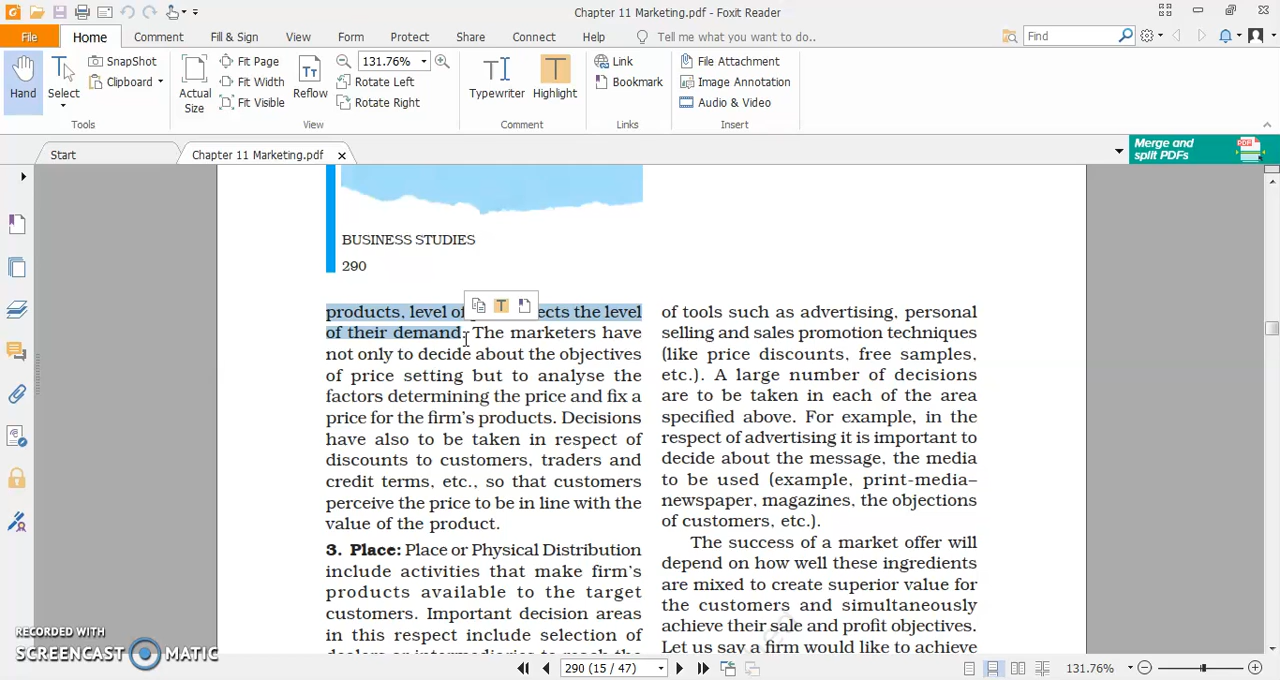 Chapter 11 Marketing.pdf - Foxit Reader
File Home Comment Fill & Sign View Form Protect Share Connect Help Tell me what you want to do.. Find
Hand
Select
SnapShot
Clipboard
Tools
Actual Size
Fit Page
Fit Width
Fit Visible
Reflow
131.76%
Rotate Left
Rotate Right
View
Typewriter
Highlight
Comment
Link
Bookmark
Links
File Attachment
Image Annotation
Audio & Video
Insert
Start
Chapter 11 Marketing.pdf
Merge and
split PDFs
PDF
BUSINESS STUDIES
290
products, level of ects the level
of their demand. The marketers have
not only to decide about the objectives
of price setting but to analyse the
factors determining the price and fix a
price for the firm's products. Decisions
have also to be taken in respect of
discounts to customers, traders and
credit terms, etc., so that customers
perceive the price to be in line with the
value of the product.
3. Place: Place or Physical Distribution
include activities that make firm's
products available to the target
customers. Important decision areas
in this respect include selection of
dealers or intermediaries to reach the
of tools such as advertising, personal
selling and sales promotion techniques
(like price discounts, free samples,
etc.). A large number of decisions
are to be taken in each of the area
specified above. For example, in the
respect of advertising it is important to
decide about the message, the media
to be used (example, print-media–
newspaper, magazines, the objections
of customers, etc.).
The success of a market offer will
depend on how well these ingredients
are mixed to create superior value for
the customers and simultaneously
achieve their sale and profit objectives.
Let us say a firm would like to achieve
RECORDED WITH
SCREENCAST MATIC
290 (15 / 47)
131.76%